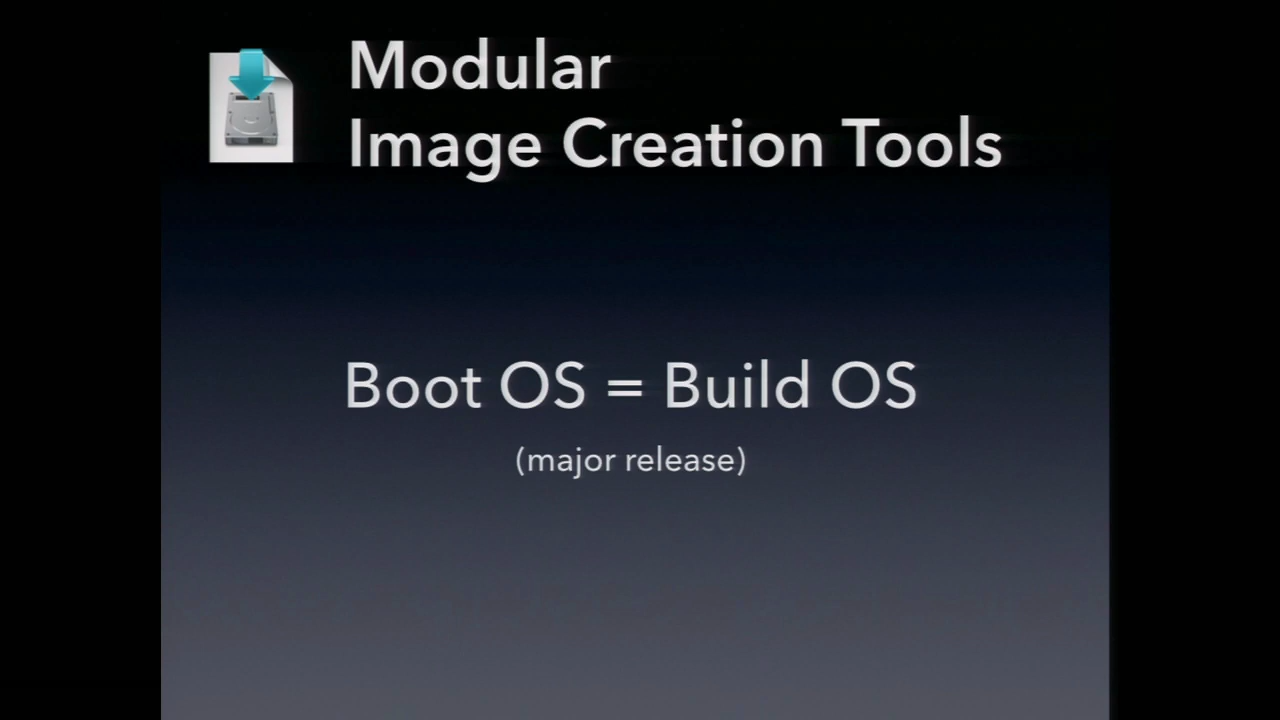 Modular
Image Creation Tools
Boot OS = Build OS
(major release)